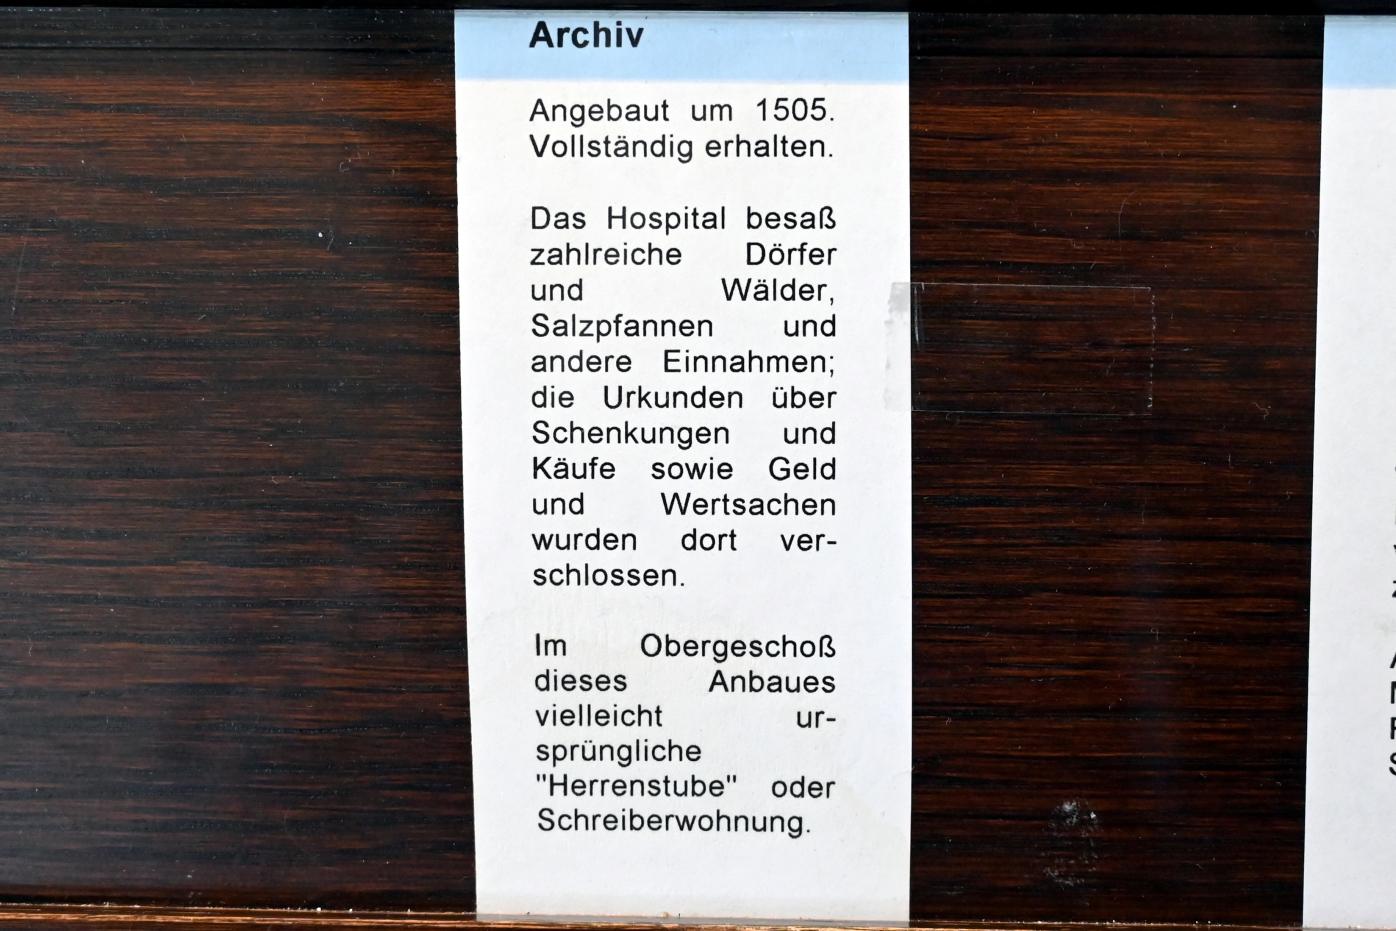 Archiv
Angebaut um 1505.
Vollständig erhalten.
Das Hospital besaß
zahlreiche Dörfer
und Wälder,
Salzpfannen und
andere Einnahmen;
die Urkunden über
Schenkungen und
Käufe sowie Geld
und Wertsachen
wurden dort ver-
schlossen.
Im Obergeschoß
dieses Anbaues
vielleicht ur-
sprüngliche
"Herrenstube" oder
Schreiberwohnung.